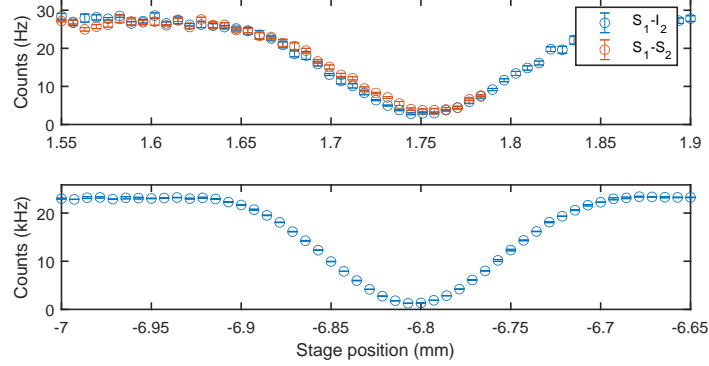 30
20
10
0
Counts (Hz)
S1-I2
S1-S2
1.55 1.6 1.65 1.7 1.75 1.8 1.85 1.9
20
10
0
Counts (kHz)
-7 -6.95 -6.9 -6.85 -6.8 -6.75 -6.7 -6.65
Stage position (mm)